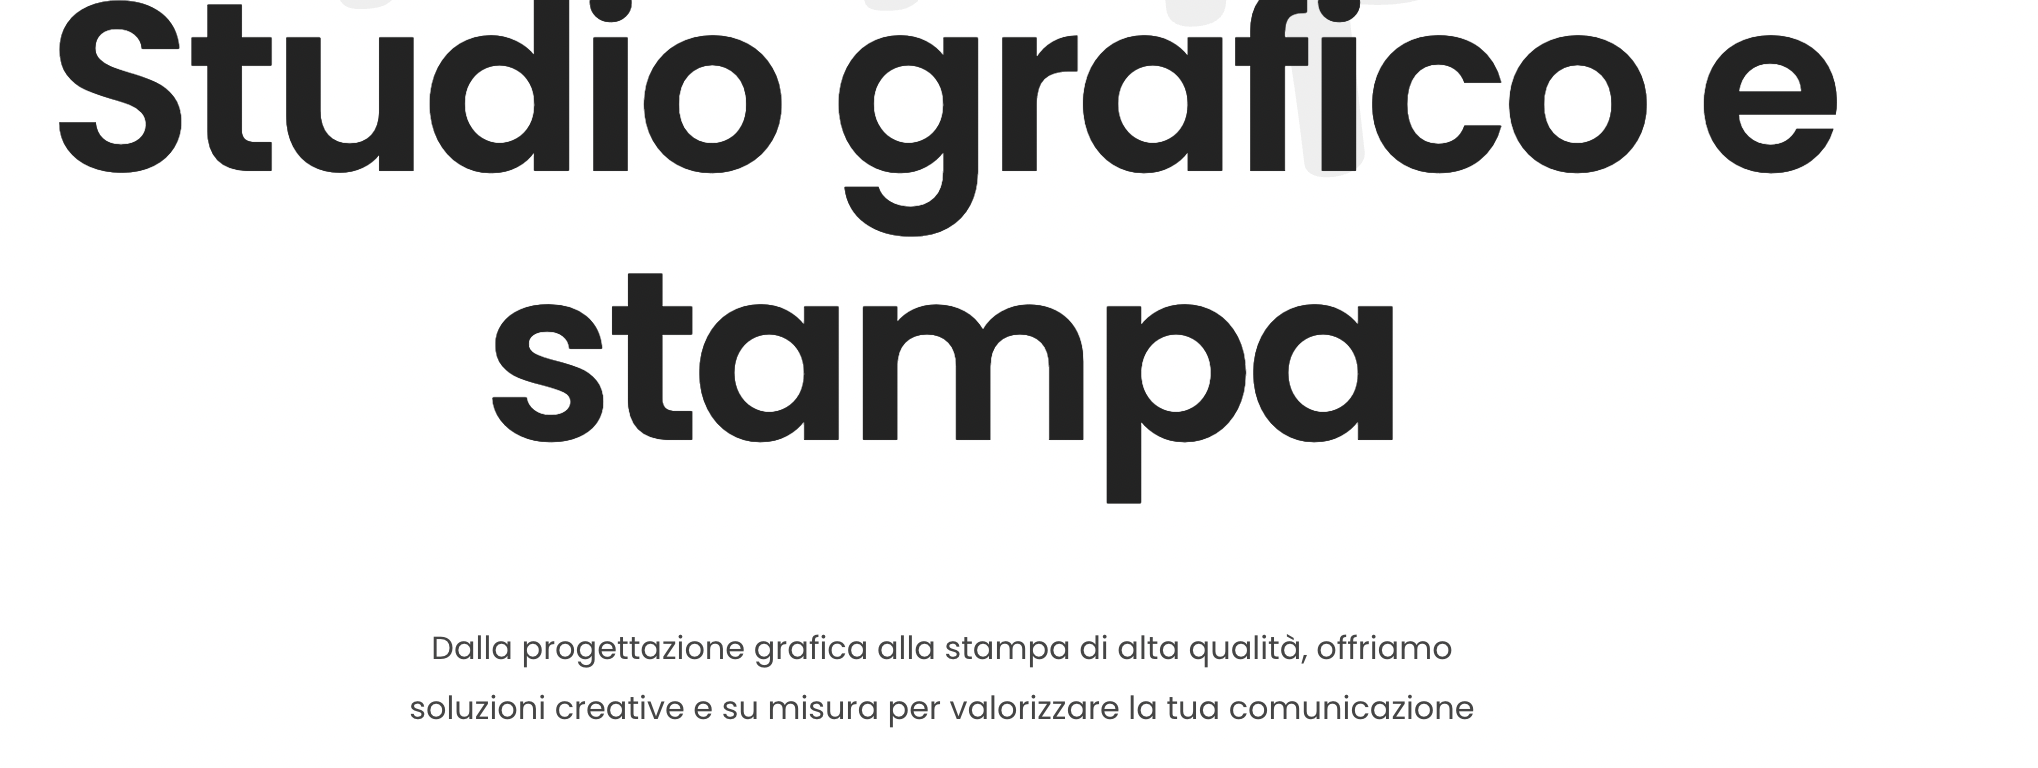 Studio grafico e
stampa
Dalla progettazione grafica alla stampa di alta qualità, offriamo
soluzioni creative e su misura per valorizzare la tua comunicazione